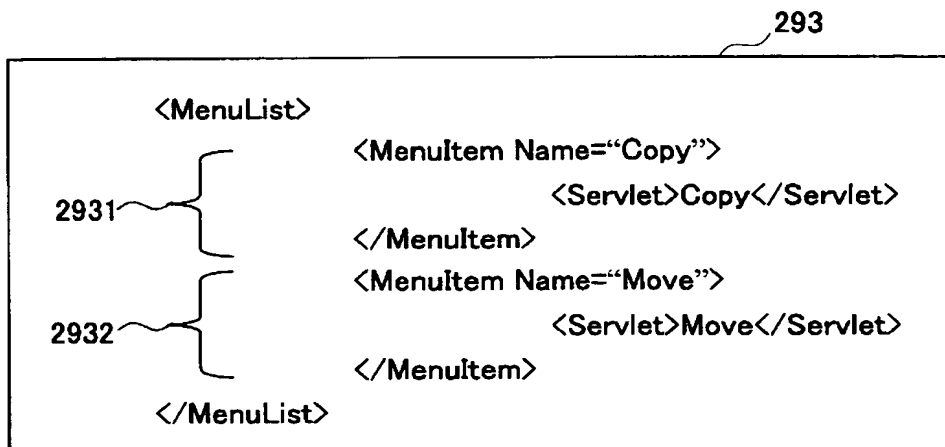 293
<MenuList>
<MenuItem Name=“Copy”>
<Servlet>Copy</Servlet>
2931
</MenuItem>
<MenuItem Name=“Move”>
<Servlet>Move</Servlet>
2932
</MenuItem>
</MenuList>